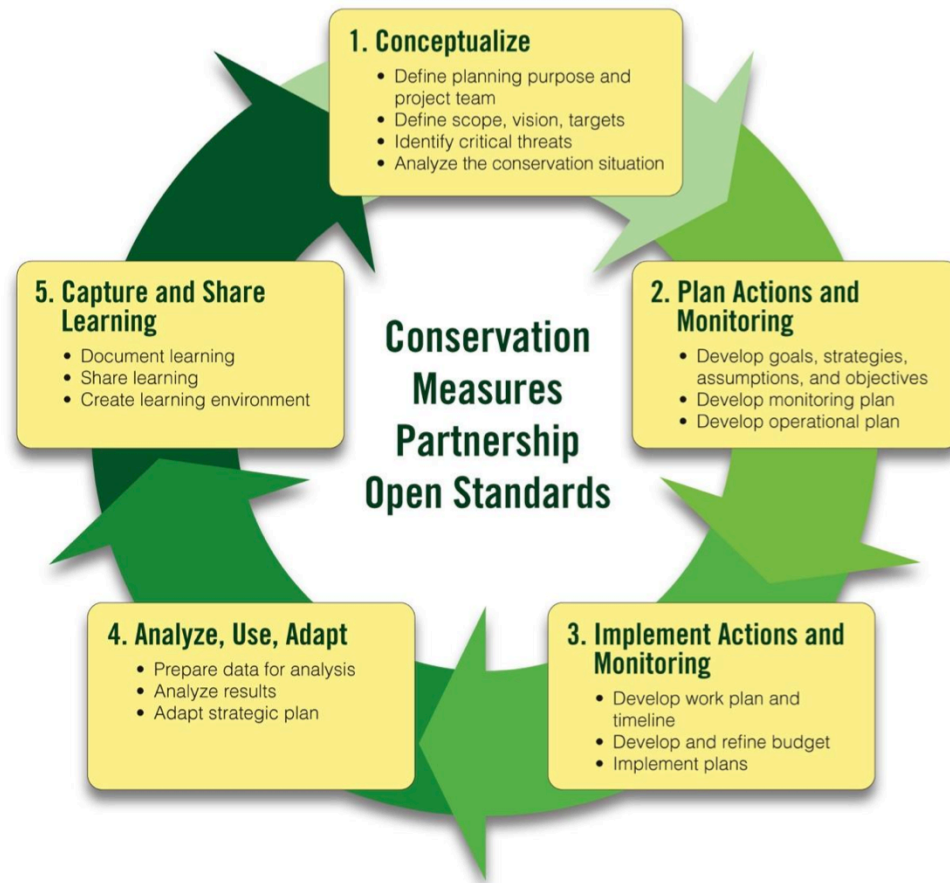 1. Conceptualize
• Define planning purpose and
project team
• Define scope, vision, targets
• Identify critical threats
• Analyze the conservation situation
2. Plan Actions and
Monitoring
• Develop goals, strategies,
assumptions, and objectives
• Develop monitoring plan
• Develop operational plan
3. Implement Actions and
Monitoring
• Develop work plan and
timeline
• Develop and refine budget
• Implement plans
4. Analyze, Use, Adapt
• Prepare data for analysis
• Analyze results
• Adapt strategic plan
5. Capture and Share
Learning
• Document learning
• Share learning
• Create learning environment
Conservation
Measures
Partnership
Open Standards